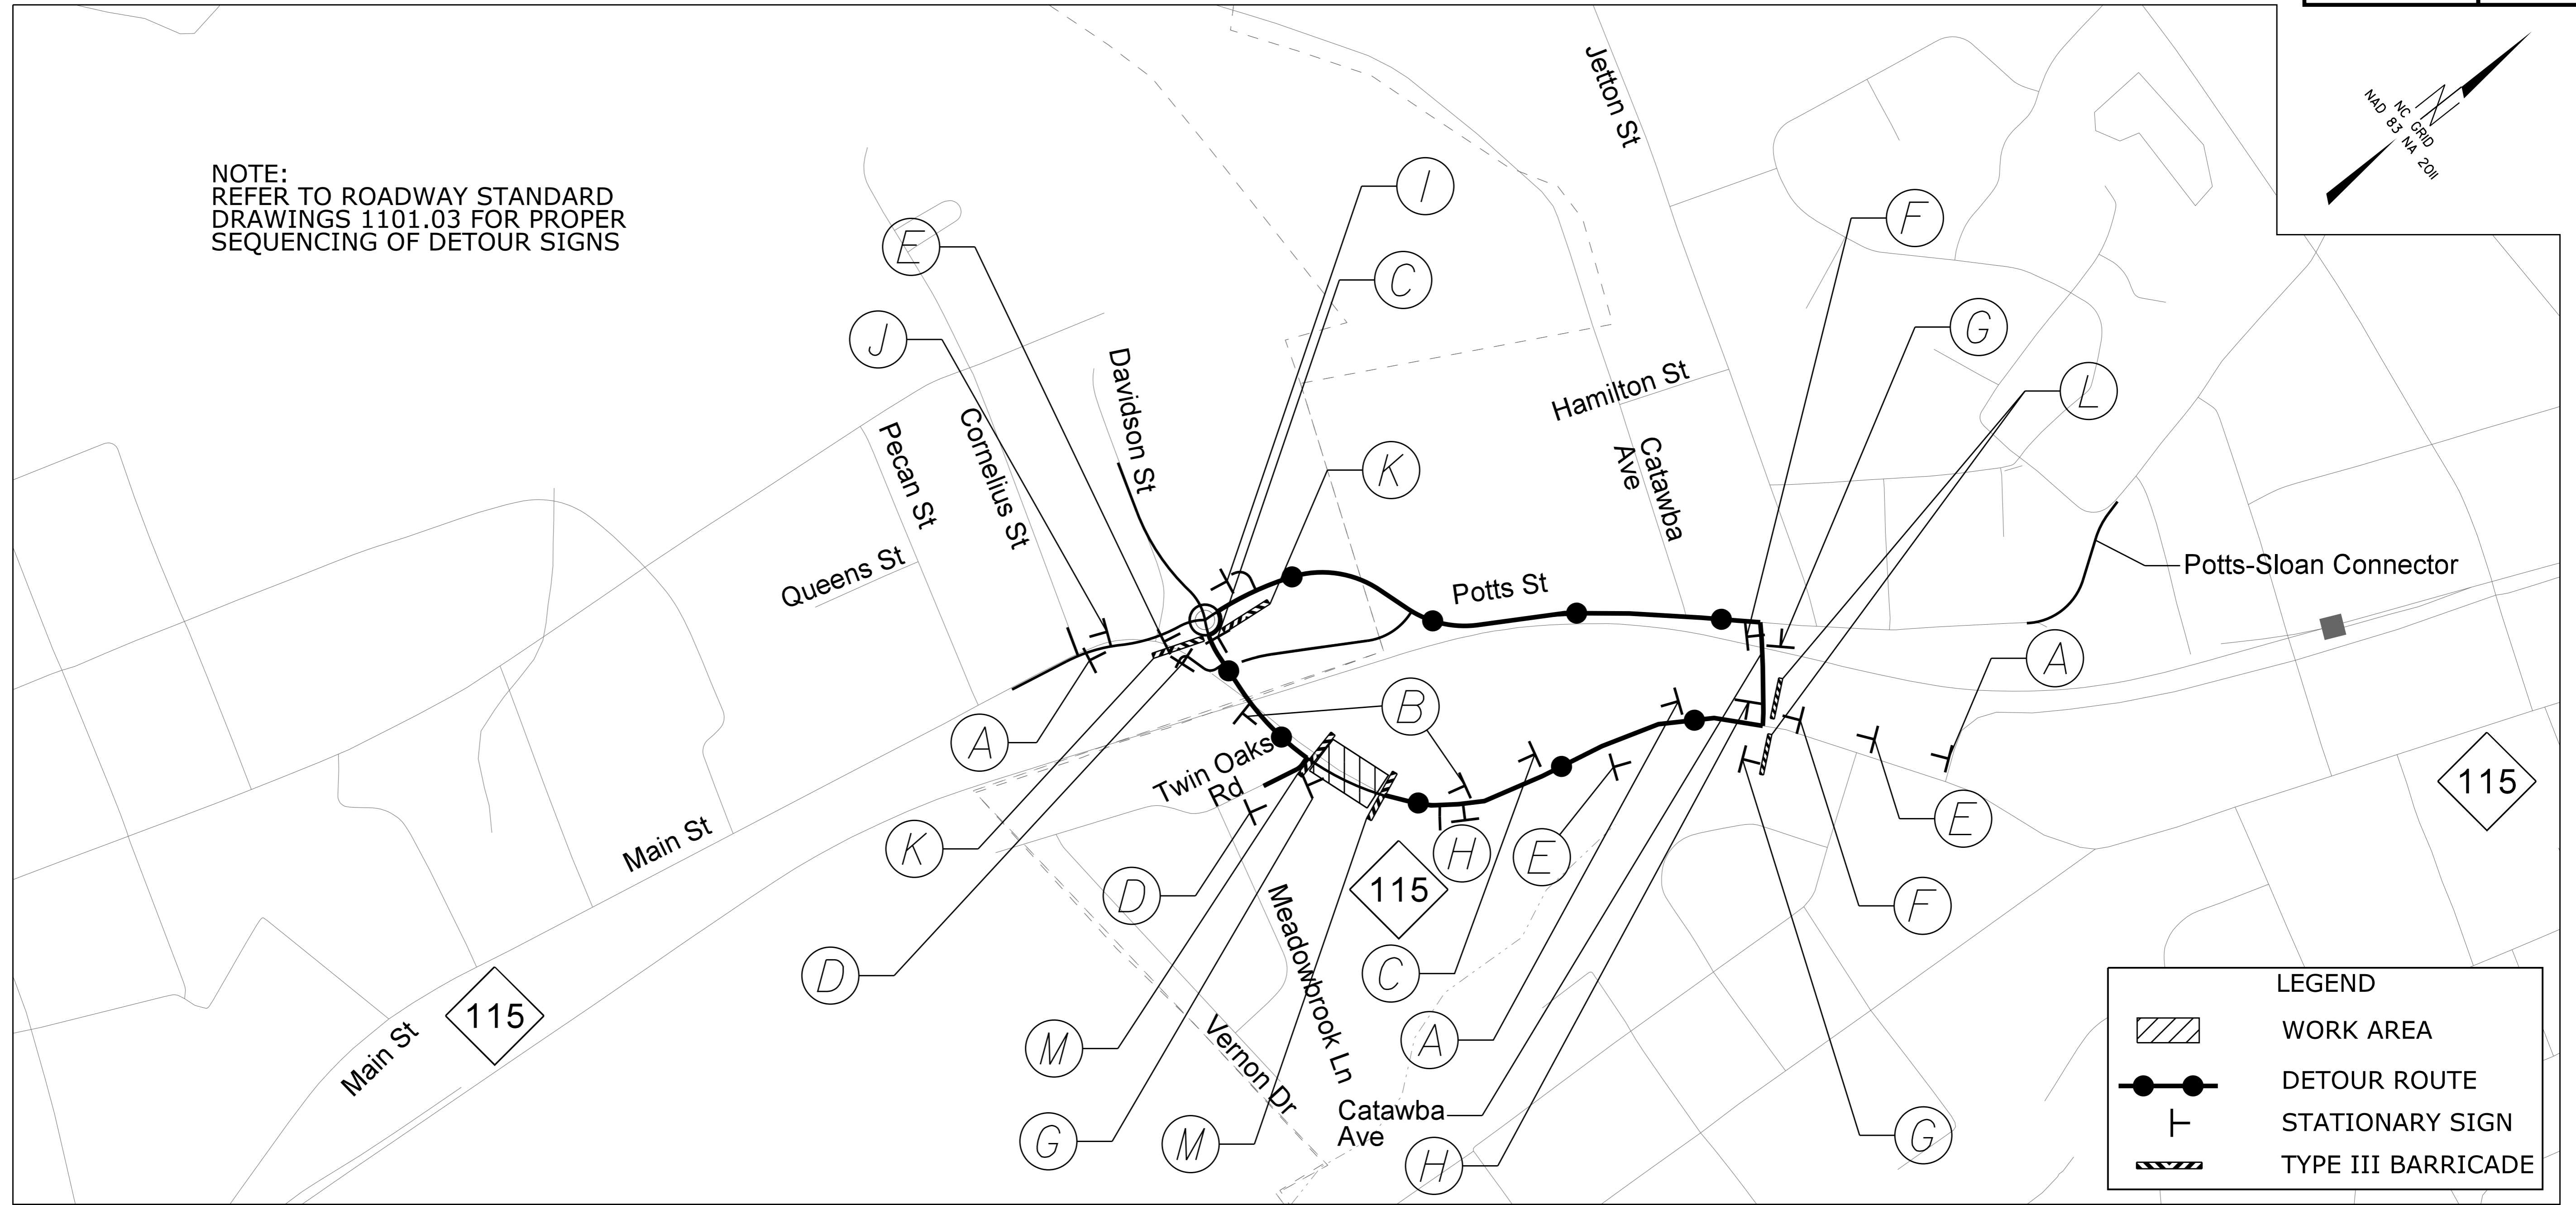 NC GRID
NAD 83 NA 2011
NOTE:
REFER TO ROADWAY STANDARD
DRAWINGS 1101.03 FOR PROPER
SEQUENCING OF DETOUR SIGNS
Jetton St
I
F
E
C
G
J
L
Davidson St
Hamilton St
Cornelius St
Pecan St
K
Catawba
Ave
Queens St
Potts St
Potts-Sloan Connector
A
B
A
Twin Oaks
Rd
115
Main St
K
D
H
E
E
115
F
Meadowbrook Ln
D
C
Main St
115
M
Vernon Dr
A
G
M
Catawba
Ave
H
G
LEGEND
WORK AREA
DETOUR ROUTE
STATIONARY SIGN
TYPE III BARRICADE